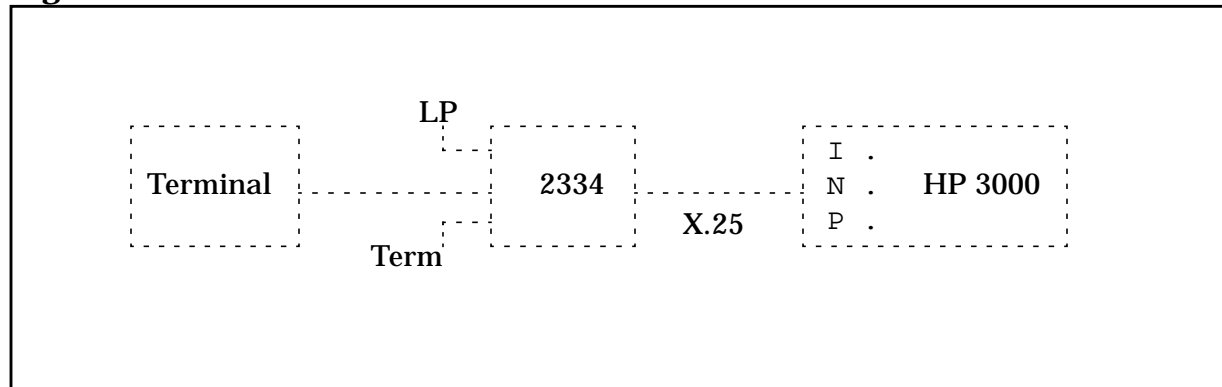 LP
Terminal
2334
I .
N . HP 3000
P .
X.25
Term